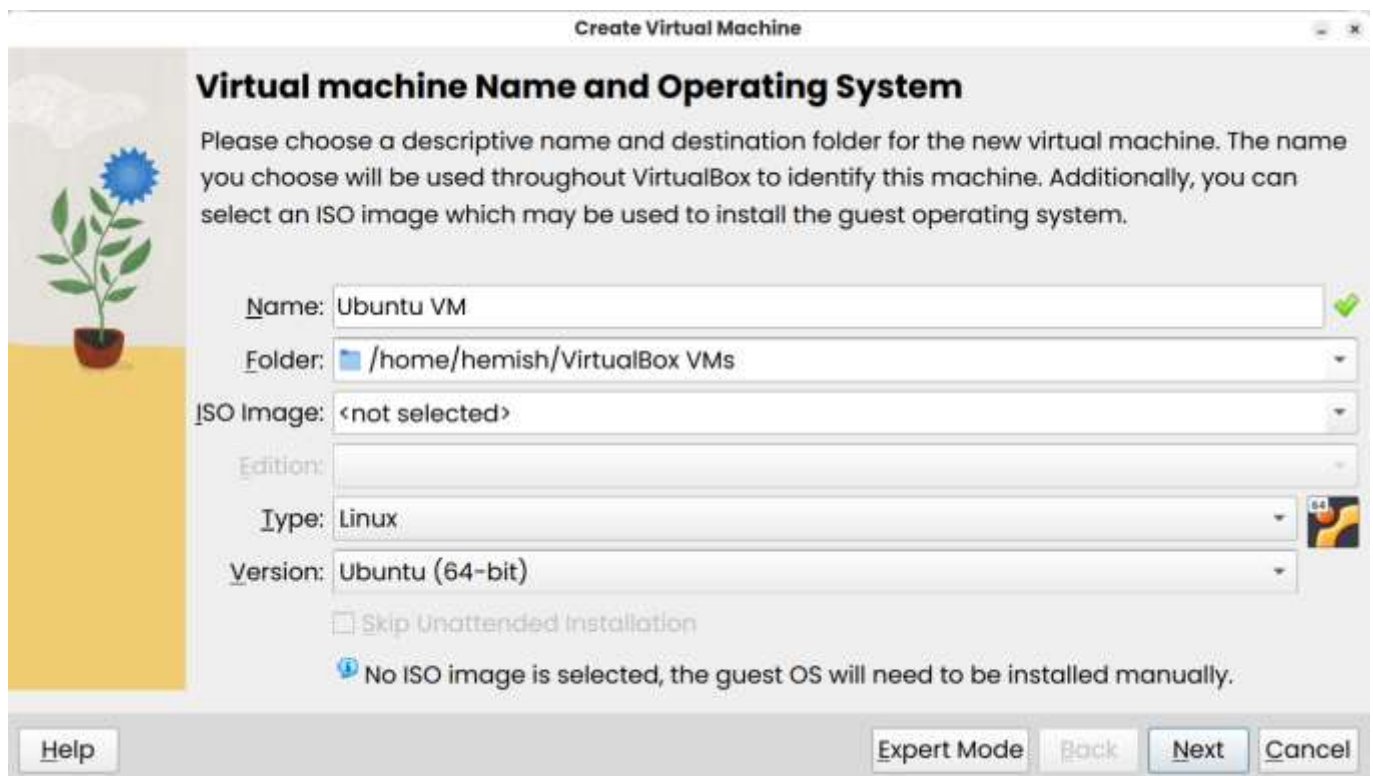 Create Virtual Machine
Virtual machine Name and Operating System
Please choose a descriptive name and destination folder for the new virtual machine. The name
you choose will be used throughout VirtualBox to identify this machine. Additionally, you can
select an ISO image which may be used to install the guest operating system.
Name: Ubuntu VM
Folder: /home/hemish/VirtualBox VMs
ISO Image: <not selected>
Edition:
Type: Linux
64
Version: Ubuntu (64-bit)
Skip Unattended Installation
No ISO image is selected, the guest OS will need to be installed manually.
Help Expert Mode Back Next Cancel